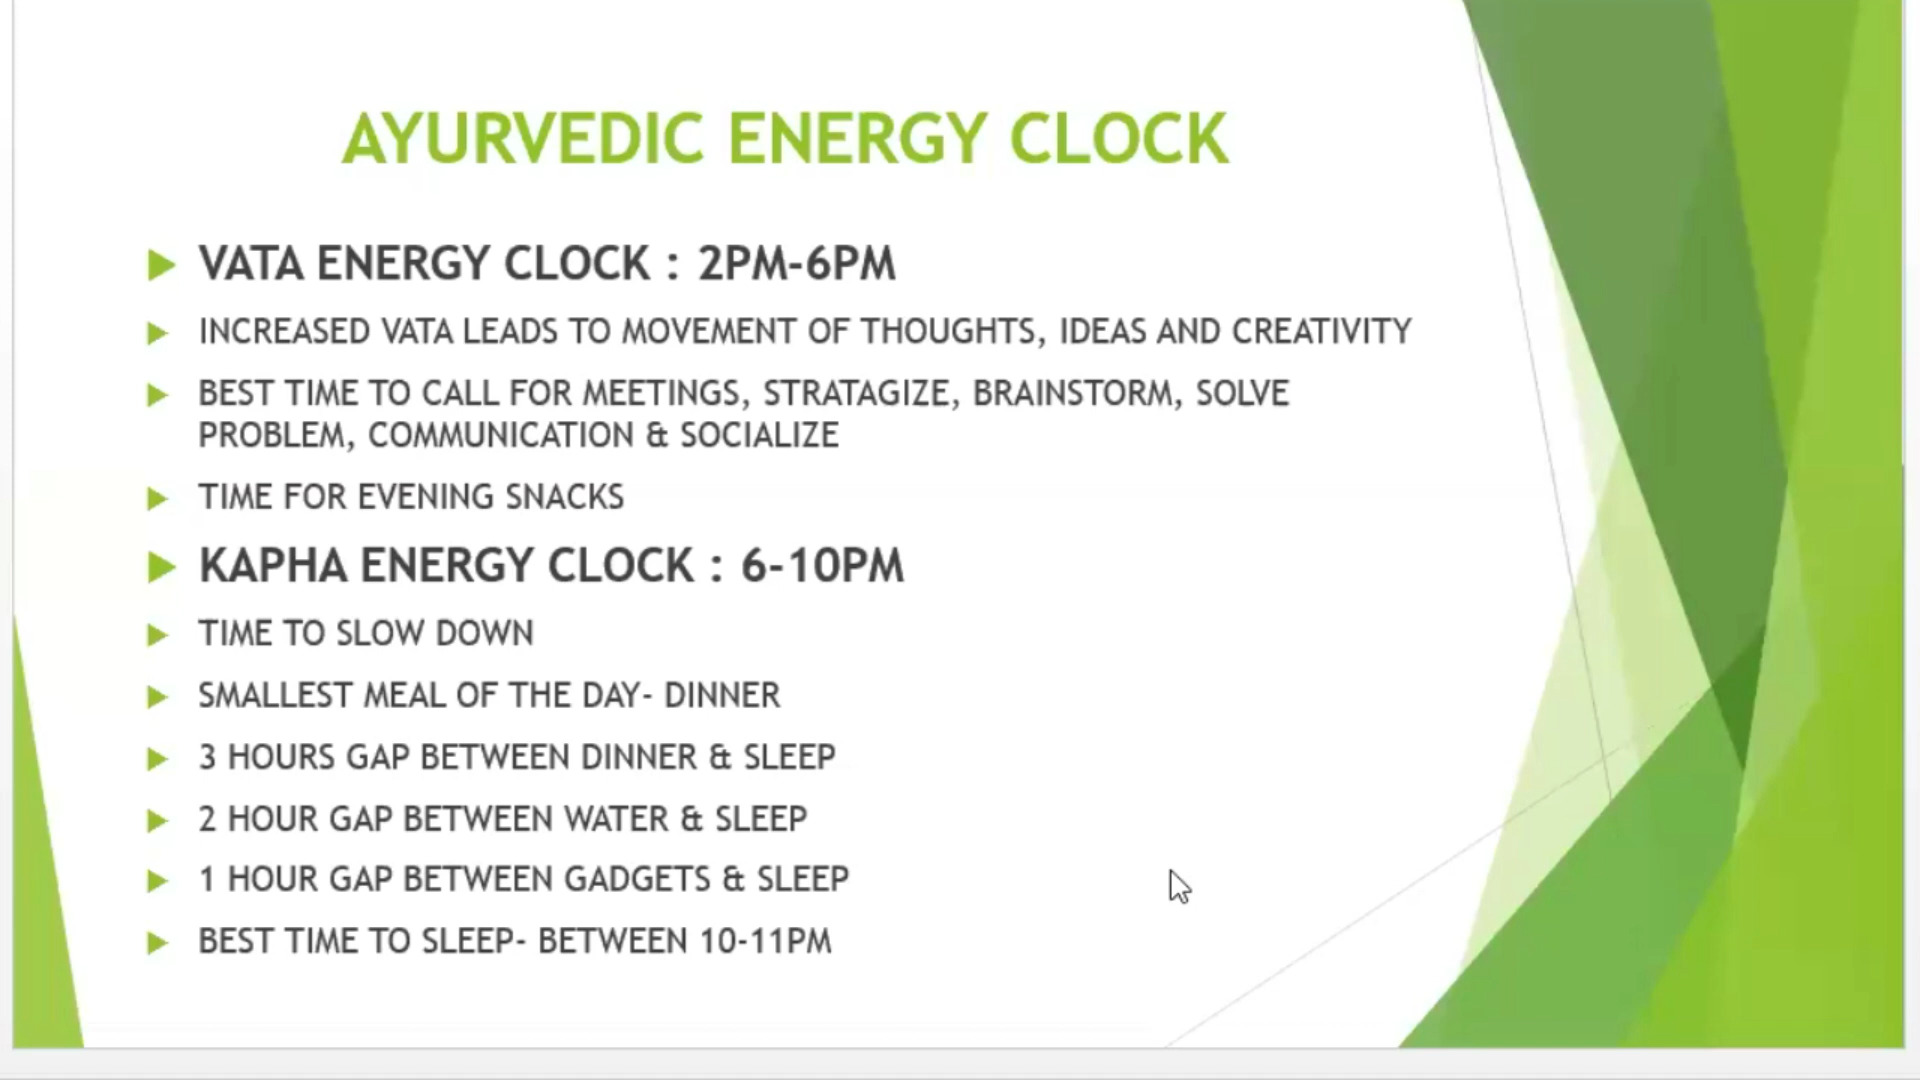 AYURVEDIC ENERGY CLOCK
VATA ENERGY CLOCK : 2PM-6PM
INCREASED VATA LEADS TO MOVEMENT OF THOUGHTS, IDEAS AND CREATIVITY
BEST TIME TO CALL FOR MEETINGS, STRATAGIZE, BRAINSTORM, SOLVE
PROBLEM, COMMUNICATION & SOCIALIZE
TIME FOR EVENING SNACKS
KAPHA ENERGY CLOCK : 6-10PM
TIME TO SLOW DOWN
SMALLEST MEAL OF THE DAY- DINNER
3 HOURS GAP BETWEEN DINNER & SLEEP
2 HOUR GAP BETWEEN WATER & SLEEP
1 HOUR GAP BETWEEN GADGETS & SLEEP
BEST TIME TO SLEEP- BETWEEN 10-11PM